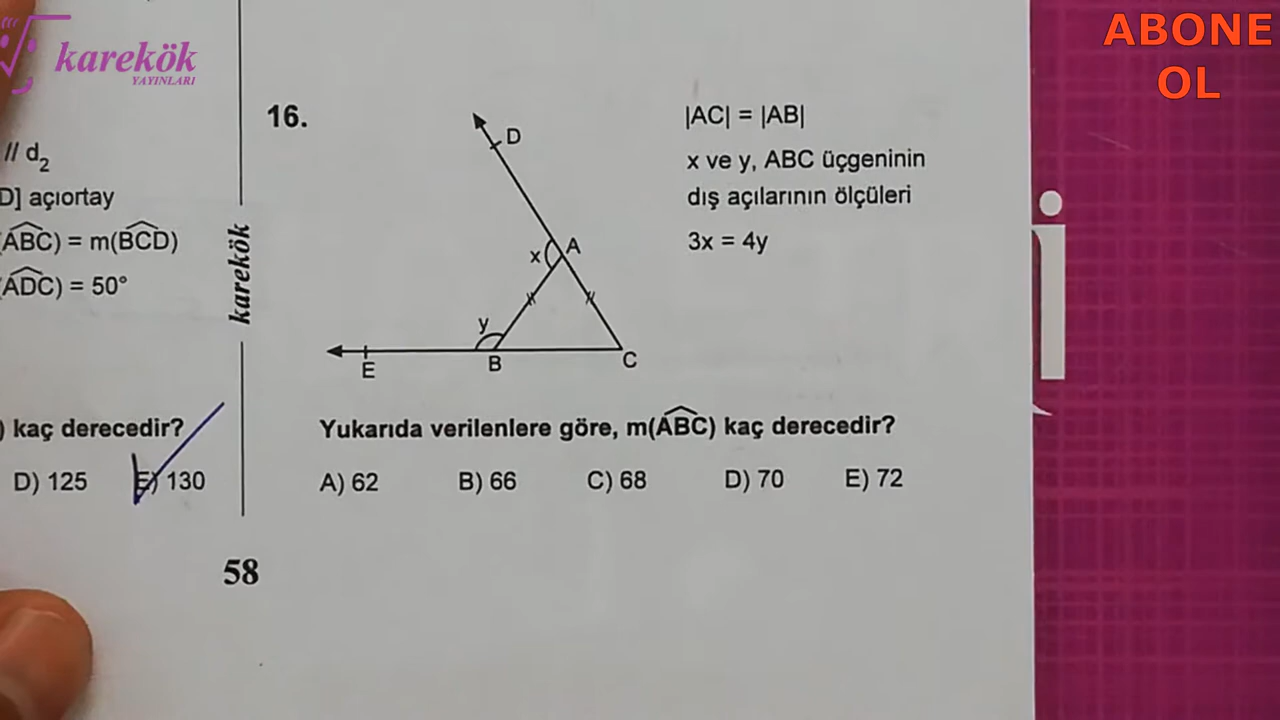 ABONE
OL
karekök
YAYINLARI
// d2
D] açıortay
(ABC) = m(BCD)
(ADC) = 50°
) kaç derecedir?
D) 125 E) 130
karekök
58
16.
D
x A
y
E B C
|AC| = |AB|
x ve y, ABC üçgeninin
dış açılarının ölçüleri
3x = 4y
Yukarıda verilenlere göre, m(ABC) kaç derecedir?
A) 62 B) 66 C) 68 D) 70 E) 72
İ